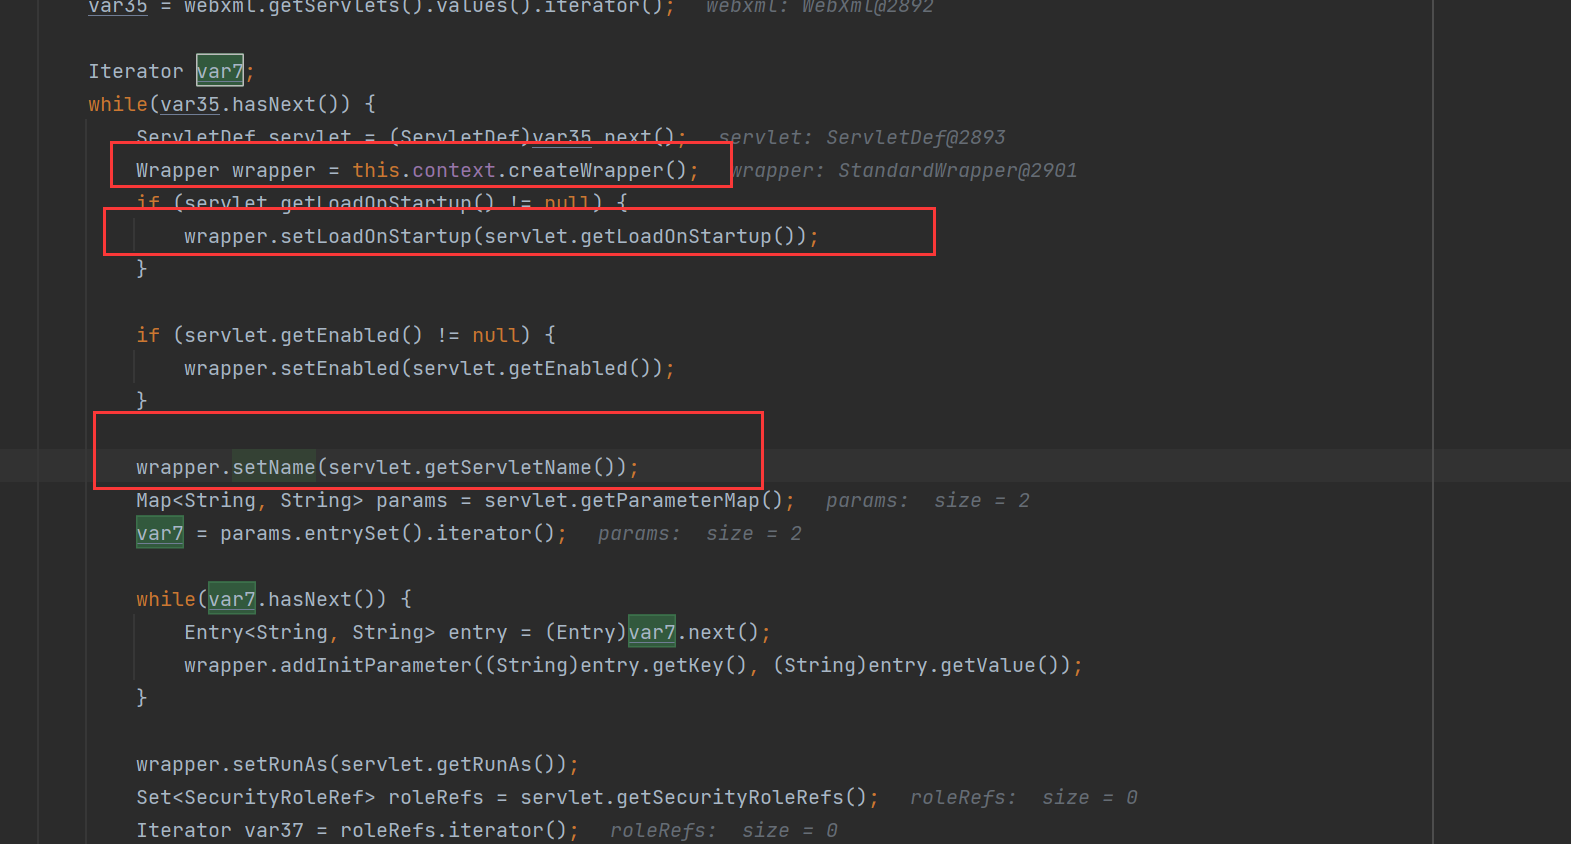 var35 = webxml.getServlets().values().iterator();   webxml: WebXml@2892
Iterator var7;
while(var35.hasNext()) {
ServletDef servlet = (ServletDef)var35.next();   servlet: ServletDef@2893
Wrapper wrapper = this.context.createWrapper();   wrapper: StandardWrapper@2901
if (servlet.getLoadOnStartup() != null) {
wrapper.setLoadOnStartup(servlet.getLoadOnStartup());
}
if (servlet.getEnabled() != null) {
wrapper.setEnabled(servlet.getEnabled());
}
wrapper.setName(servlet.getServletName());
Map<String, String> params = servlet.getParameterMap();   params:  size = 2
var7 = params.entrySet().iterator();   params:  size = 2
while(var7.hasNext()) {
Entry<String, String> entry = (Entry)var7.next();
wrapper.addInitParameter((String)entry.getKey(), (String)entry.getValue());
}
wrapper.setRunAs(servlet.getRunAs());
Set<SecurityRoleRef> roleRefs = servlet.getSecurityRoleRefs();   roleRefs:  size = 0
Iterator var37 = roleRefs.iterator();   roleRefs:  size = 0